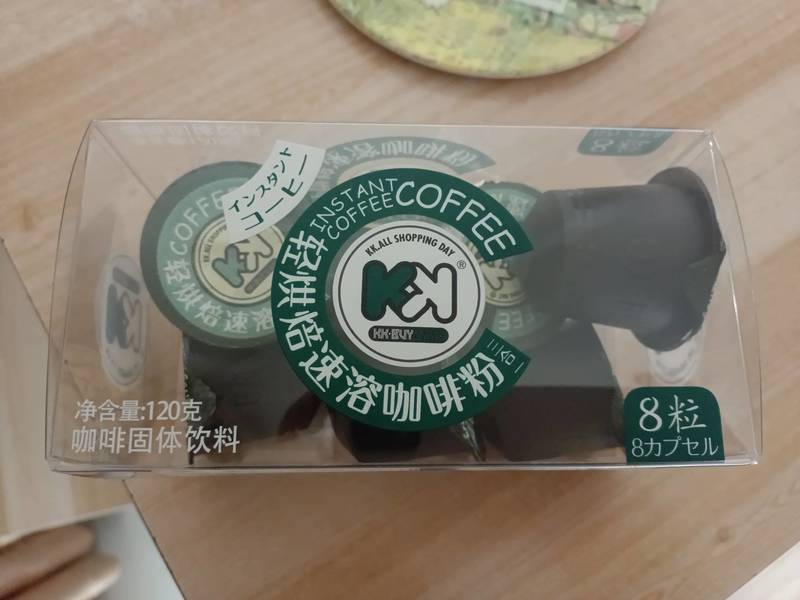 インスタント
コーヒー
INSTANT
COFFEE
COFFEE
轻烘焙速溶咖啡粉
三合一
KK.ALL SHOPPING DAY
KK
®
KK·BUY
净含量:120克
咖啡固体饮料
8粒
8カプセル
COFFEE
轻烘焙速溶